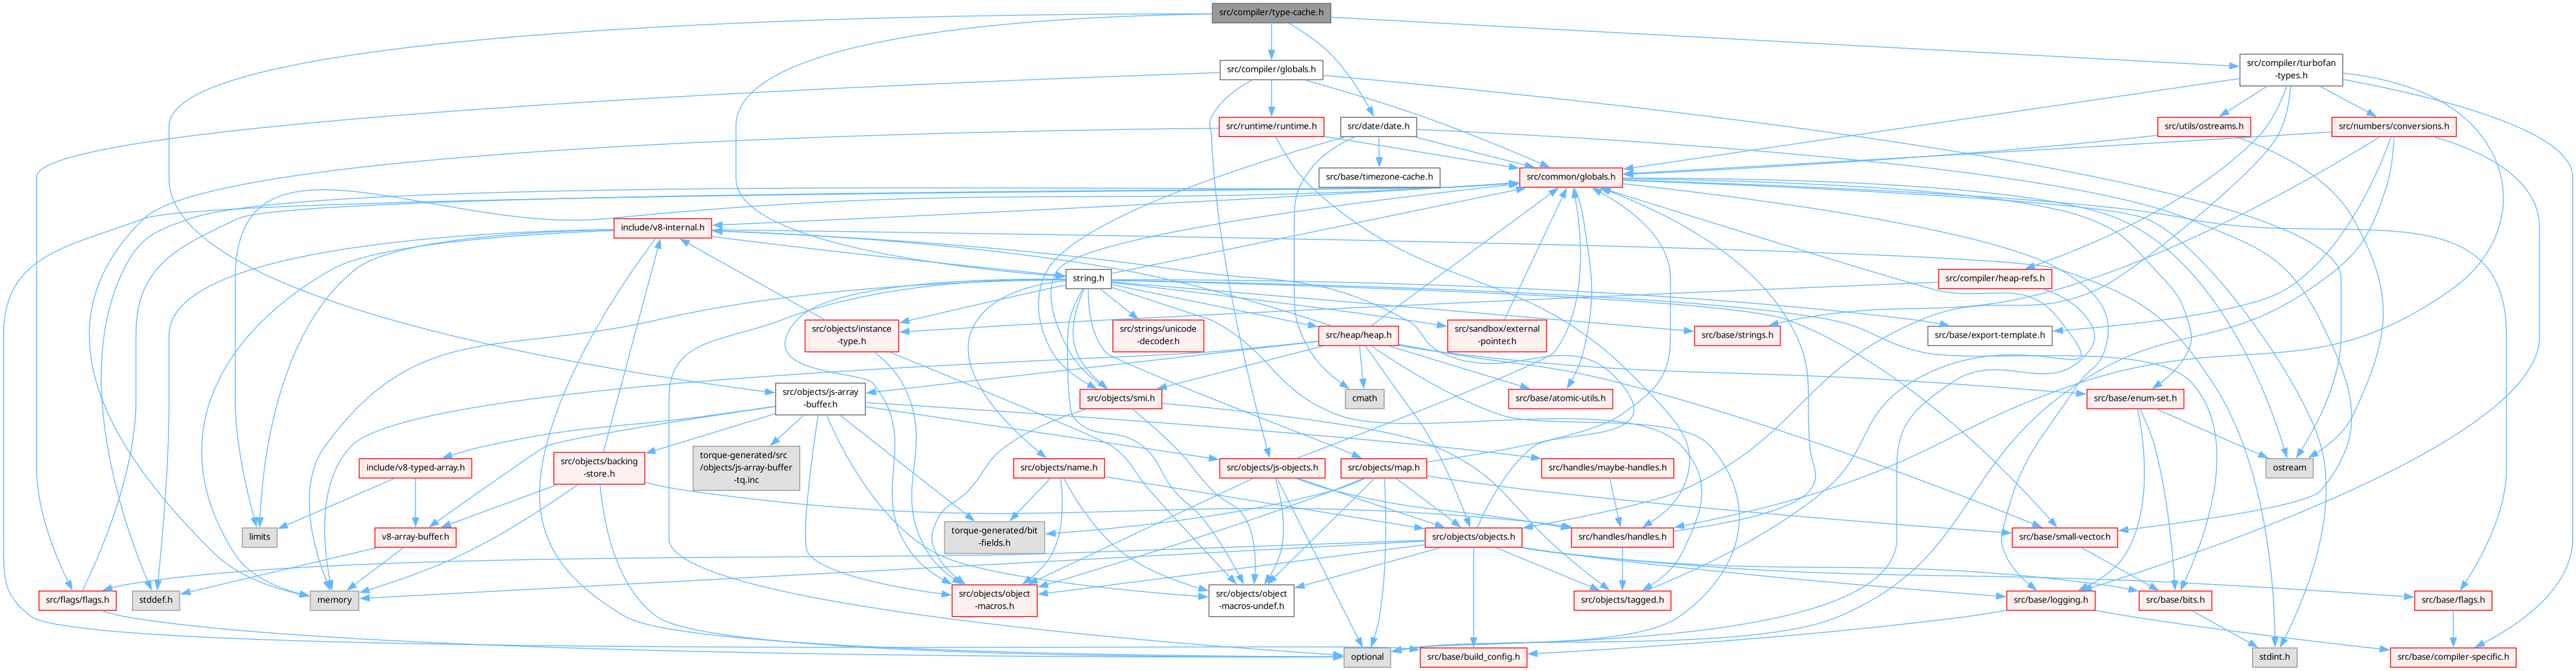 src/compiler/type-cache.h
src/compiler/globals.h
src/compiler/turbofan
-types.h
src/runtime/runtime.h
src/date/date.h
src/utils/ostreams.h
src/numbers/conversions.h
src/base/timezone-cache.h
src/common/globals.h
include/v8-internal.h
string.h
src/compiler/heap-refs.h
src/objects/instance
-type.h
src/strings/unicode
-decoder.h
src/heap/heap.h
src/sandbox/external
-pointer.h
src/base/strings.h
src/base/export-template.h
src/objects/js-array
-buffer.h
src/objects/smi.h
cmath
src/base/atomic-utils.h
src/base/enum-set.h
include/v8-typed-array.h
torque-generated/src
/objects/js-array-buffer
-tq.inc
src/objects/backing
-store.h
src/objects/name.h
src/objects/js-objects.h
src/objects/map.h
src/handles/maybe-handles.h
ostream
limits
v8-array-buffer.h
torque-generated/bit
-fields.h
src/objects/objects.h
src/handles/handles.h
src/base/small-vector.h
src/flags/flags.h
stddef.h
memory
src/objects/object
-macros.h
src/objects/object
-macros-undef.h
src/objects/tagged.h
src/base/logging.h
src/base/bits.h
src/base/flags.h
optional
src/base/build_config.h
stdint.h
src/base/compiler-specific.h